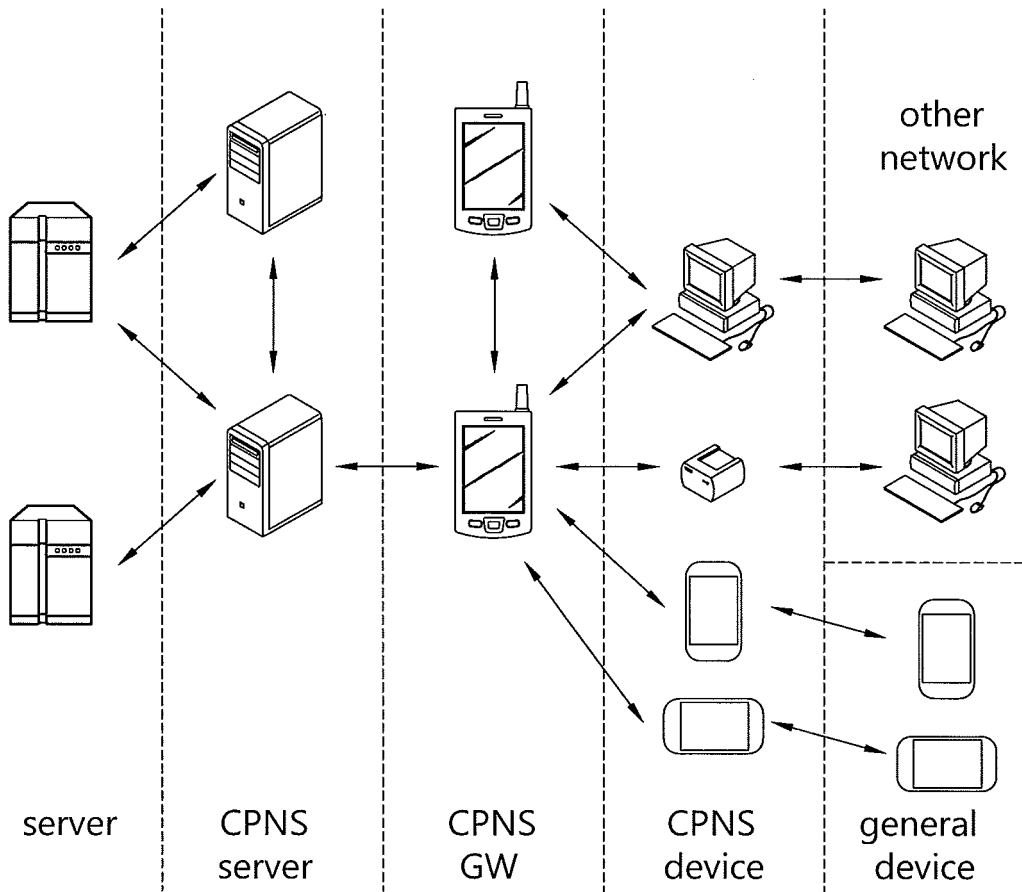 other
network
server
CPNS
server
CPNS
GW
CPNS
device
general
device